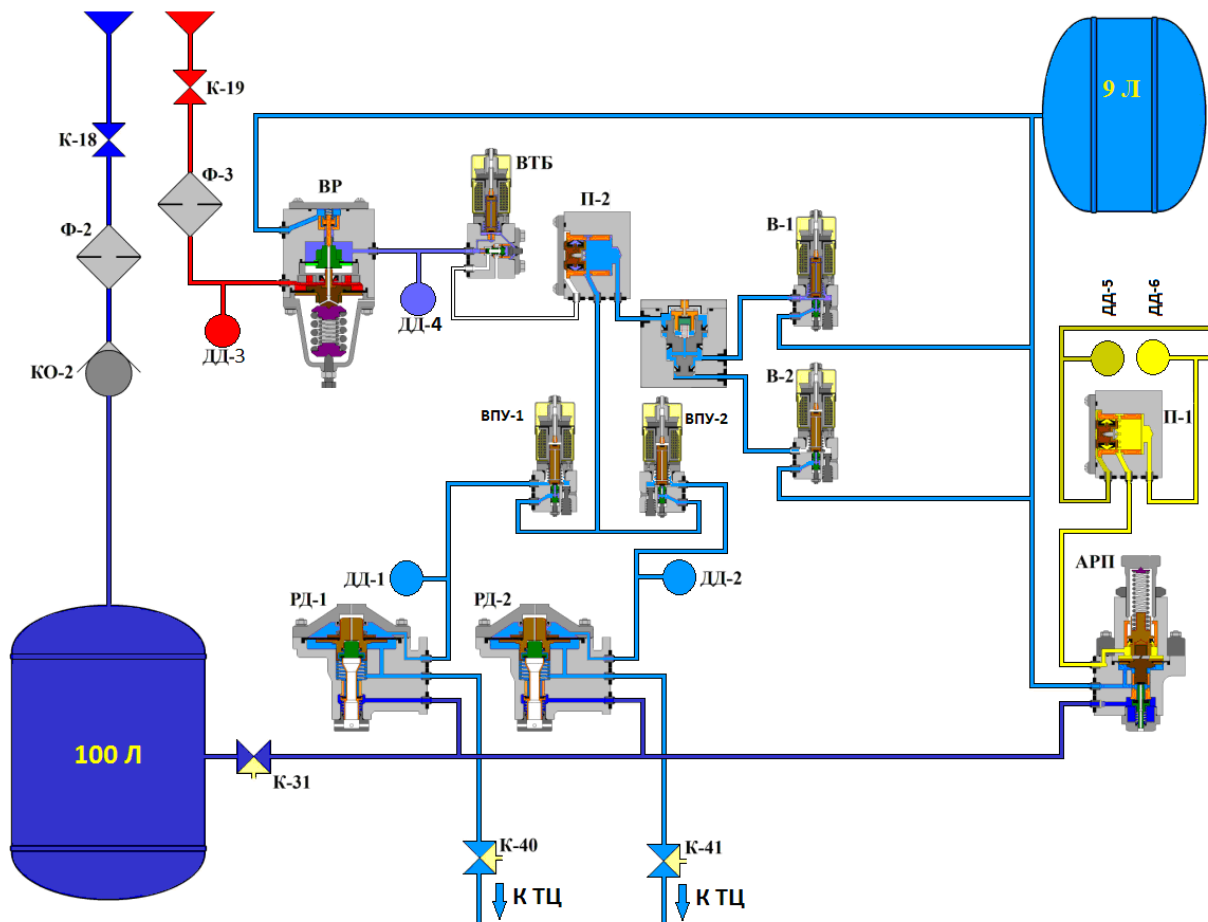 К-19
9 Л
К-18
ВТБ
Ф-3
ВР
П-2
В-1
Ф-2
ДД-5
ДД-6
ДД-4
ДД-3
КО-2
В-2
ВПУ-1
ВПУ-2
П-1
АРП
ДД-1
ДД-2
РД-1
РД-2
100 Л
К-31
К-40
К-41
К ТЦ
К ТЦ